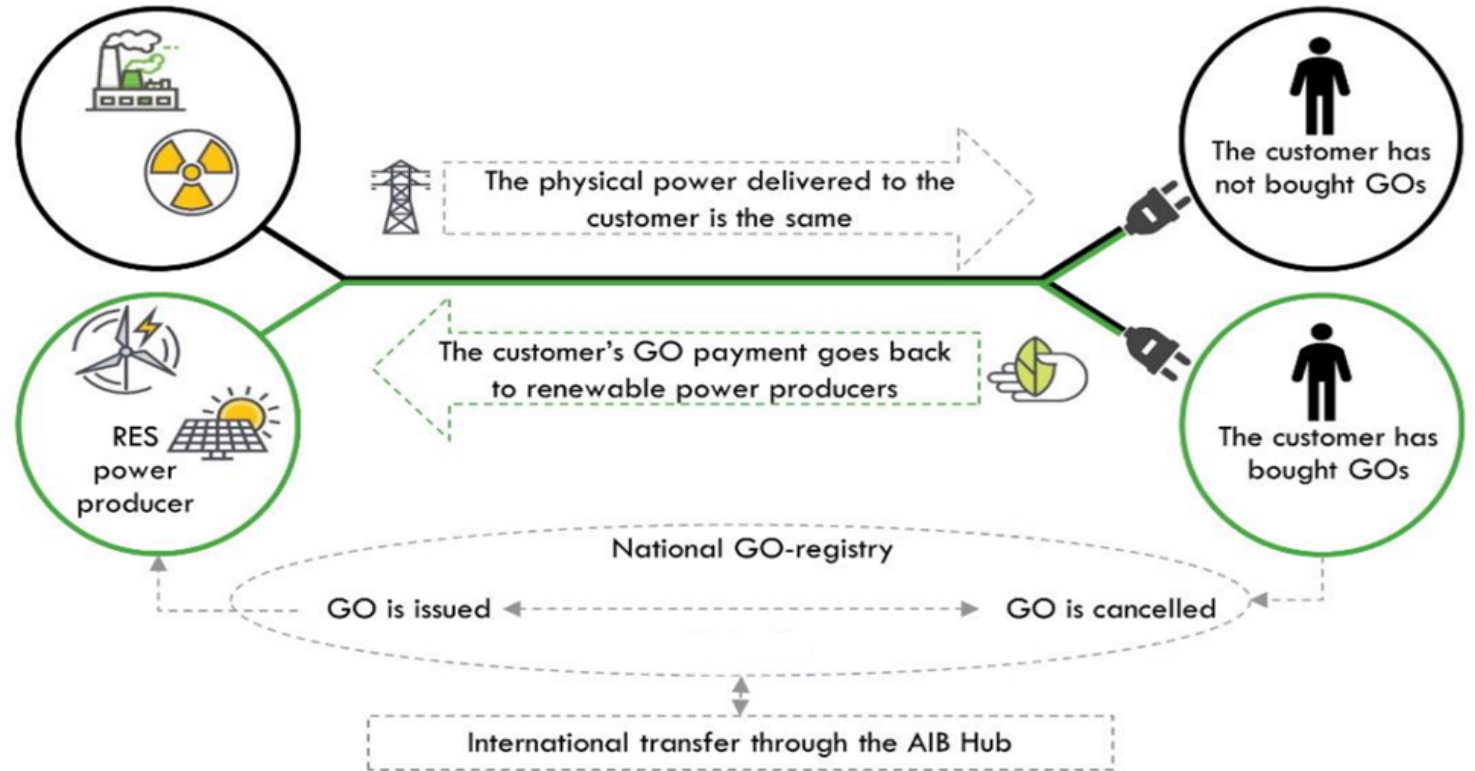 The physical power delivered to the
customer is the same
The customer has
not bought GOs
The customer's GO payment goes back
to renewable power producers
RES
power
producer
The customer has
bought GOs
National GO-registry
GO is issued
GO is cancelled
International transfer through the AIB Hub